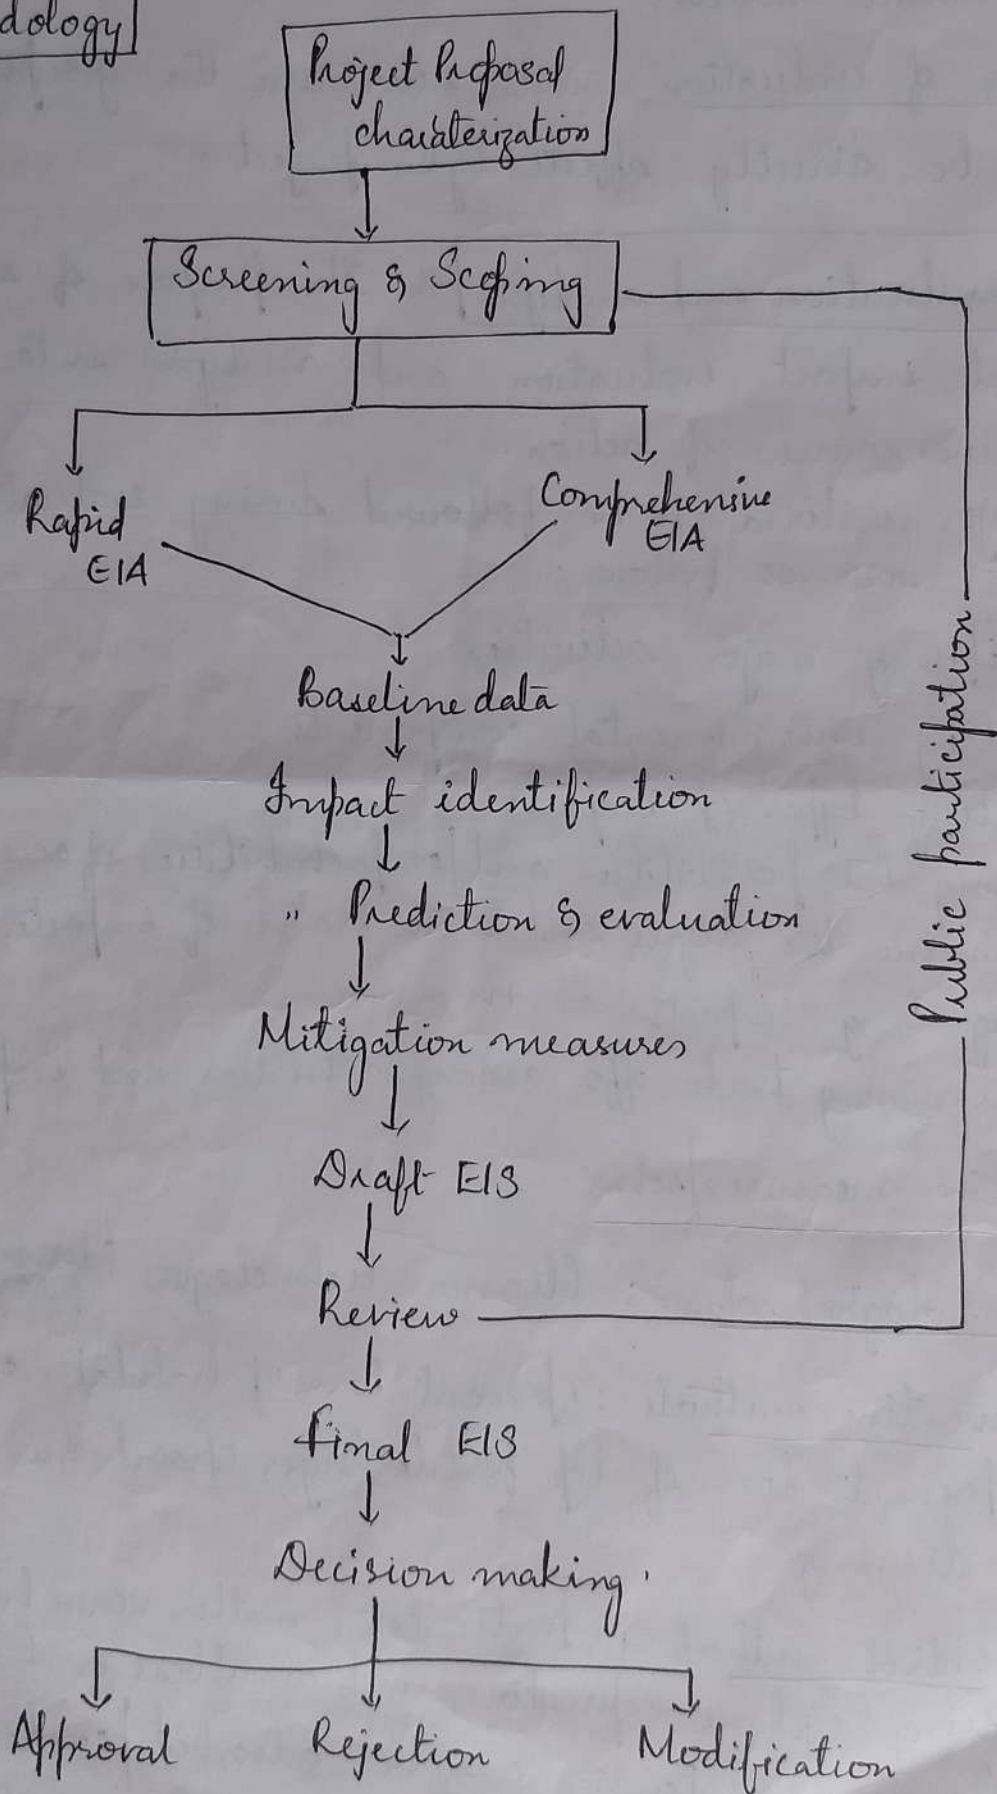 dology
Project Proposal
charaterization
Screening & Scoping
Rapid
EIA
Comprehensive
EIA
Baseline data
Impact identification
" Prediction & evaluation
Mitigation measures
Draft EIS
Review
Final EIS
Decision making
Approval
Rejection
Modification
Public participation